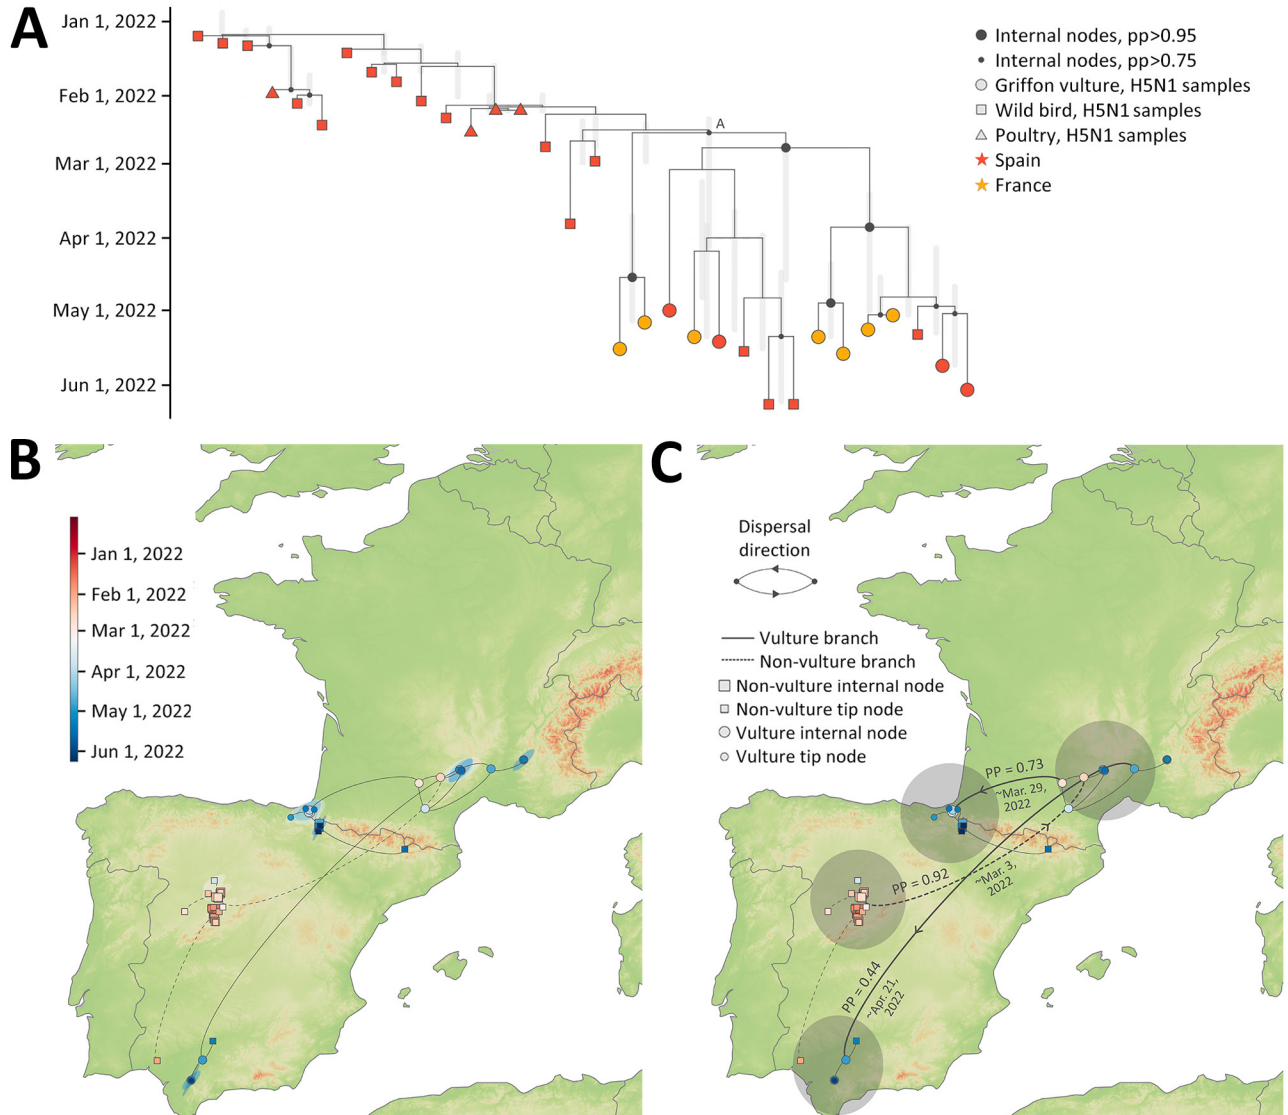 A
Jan 1, 2022
Feb 1, 2022
Mar 1, 2022
Apr 1, 2022
May 1, 2022
Jun 1, 2022
A
Internal nodes, pp>0.95
Internal nodes, pp>0.75
Griffon vulture, H5N1 samples
Wild bird, H5N1 samples
Poultry, H5N1 samples
Spain
France
B
Jan 1, 2022
Feb 1, 2022
Mar 1, 2022
Apr 1, 2022
May 1, 2022
Jun 1, 2022
C
Dispersal
direction
Vulture branch
Non-vulture branch
Non-vulture internal node
Non-vulture tip node
Vulture internal node
Vulture tip node
PP = 0.73
~Mar. 29,
2022
PP = 0.92
~Mar. 3,
2022
PP = 0.44
~Apr. 21,
2022